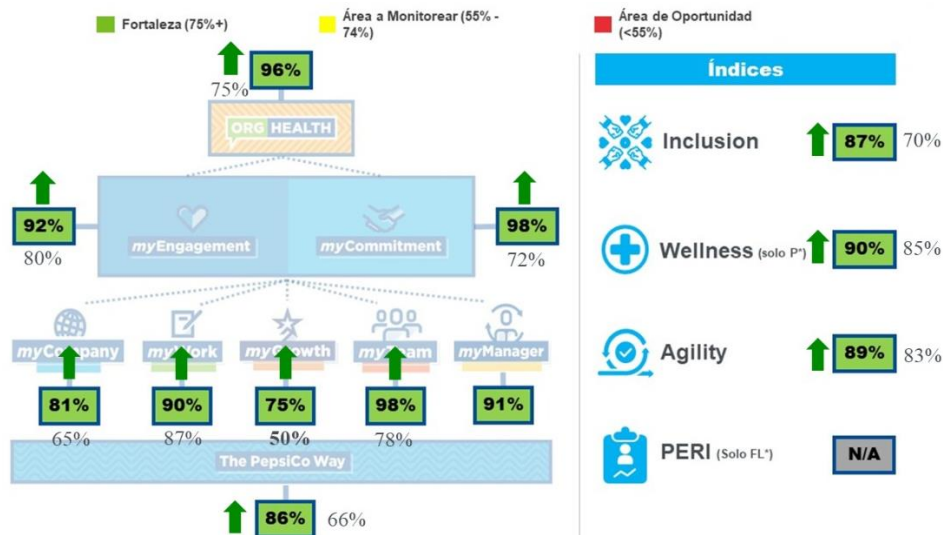 Fortaleza (75%+)
Área a Monitorear (55% -
74%)
Área de Oportunidad
(<55%)
96%
75%
ORG HEALTH
92%
80%
myEngagement
myCommitment
98%
72%
myCompany
myWork
myGrowth
myTeam
myManager
81%
90%
75%
98%
91%
65%
87%
50%
78%
The PepsiCo Way
86%
66%
Índices
Inclusion
87%
70%
Wellness (solo P*)
90%
85%
Agility
89%
83%
PERI (Solo FL*)
N/A